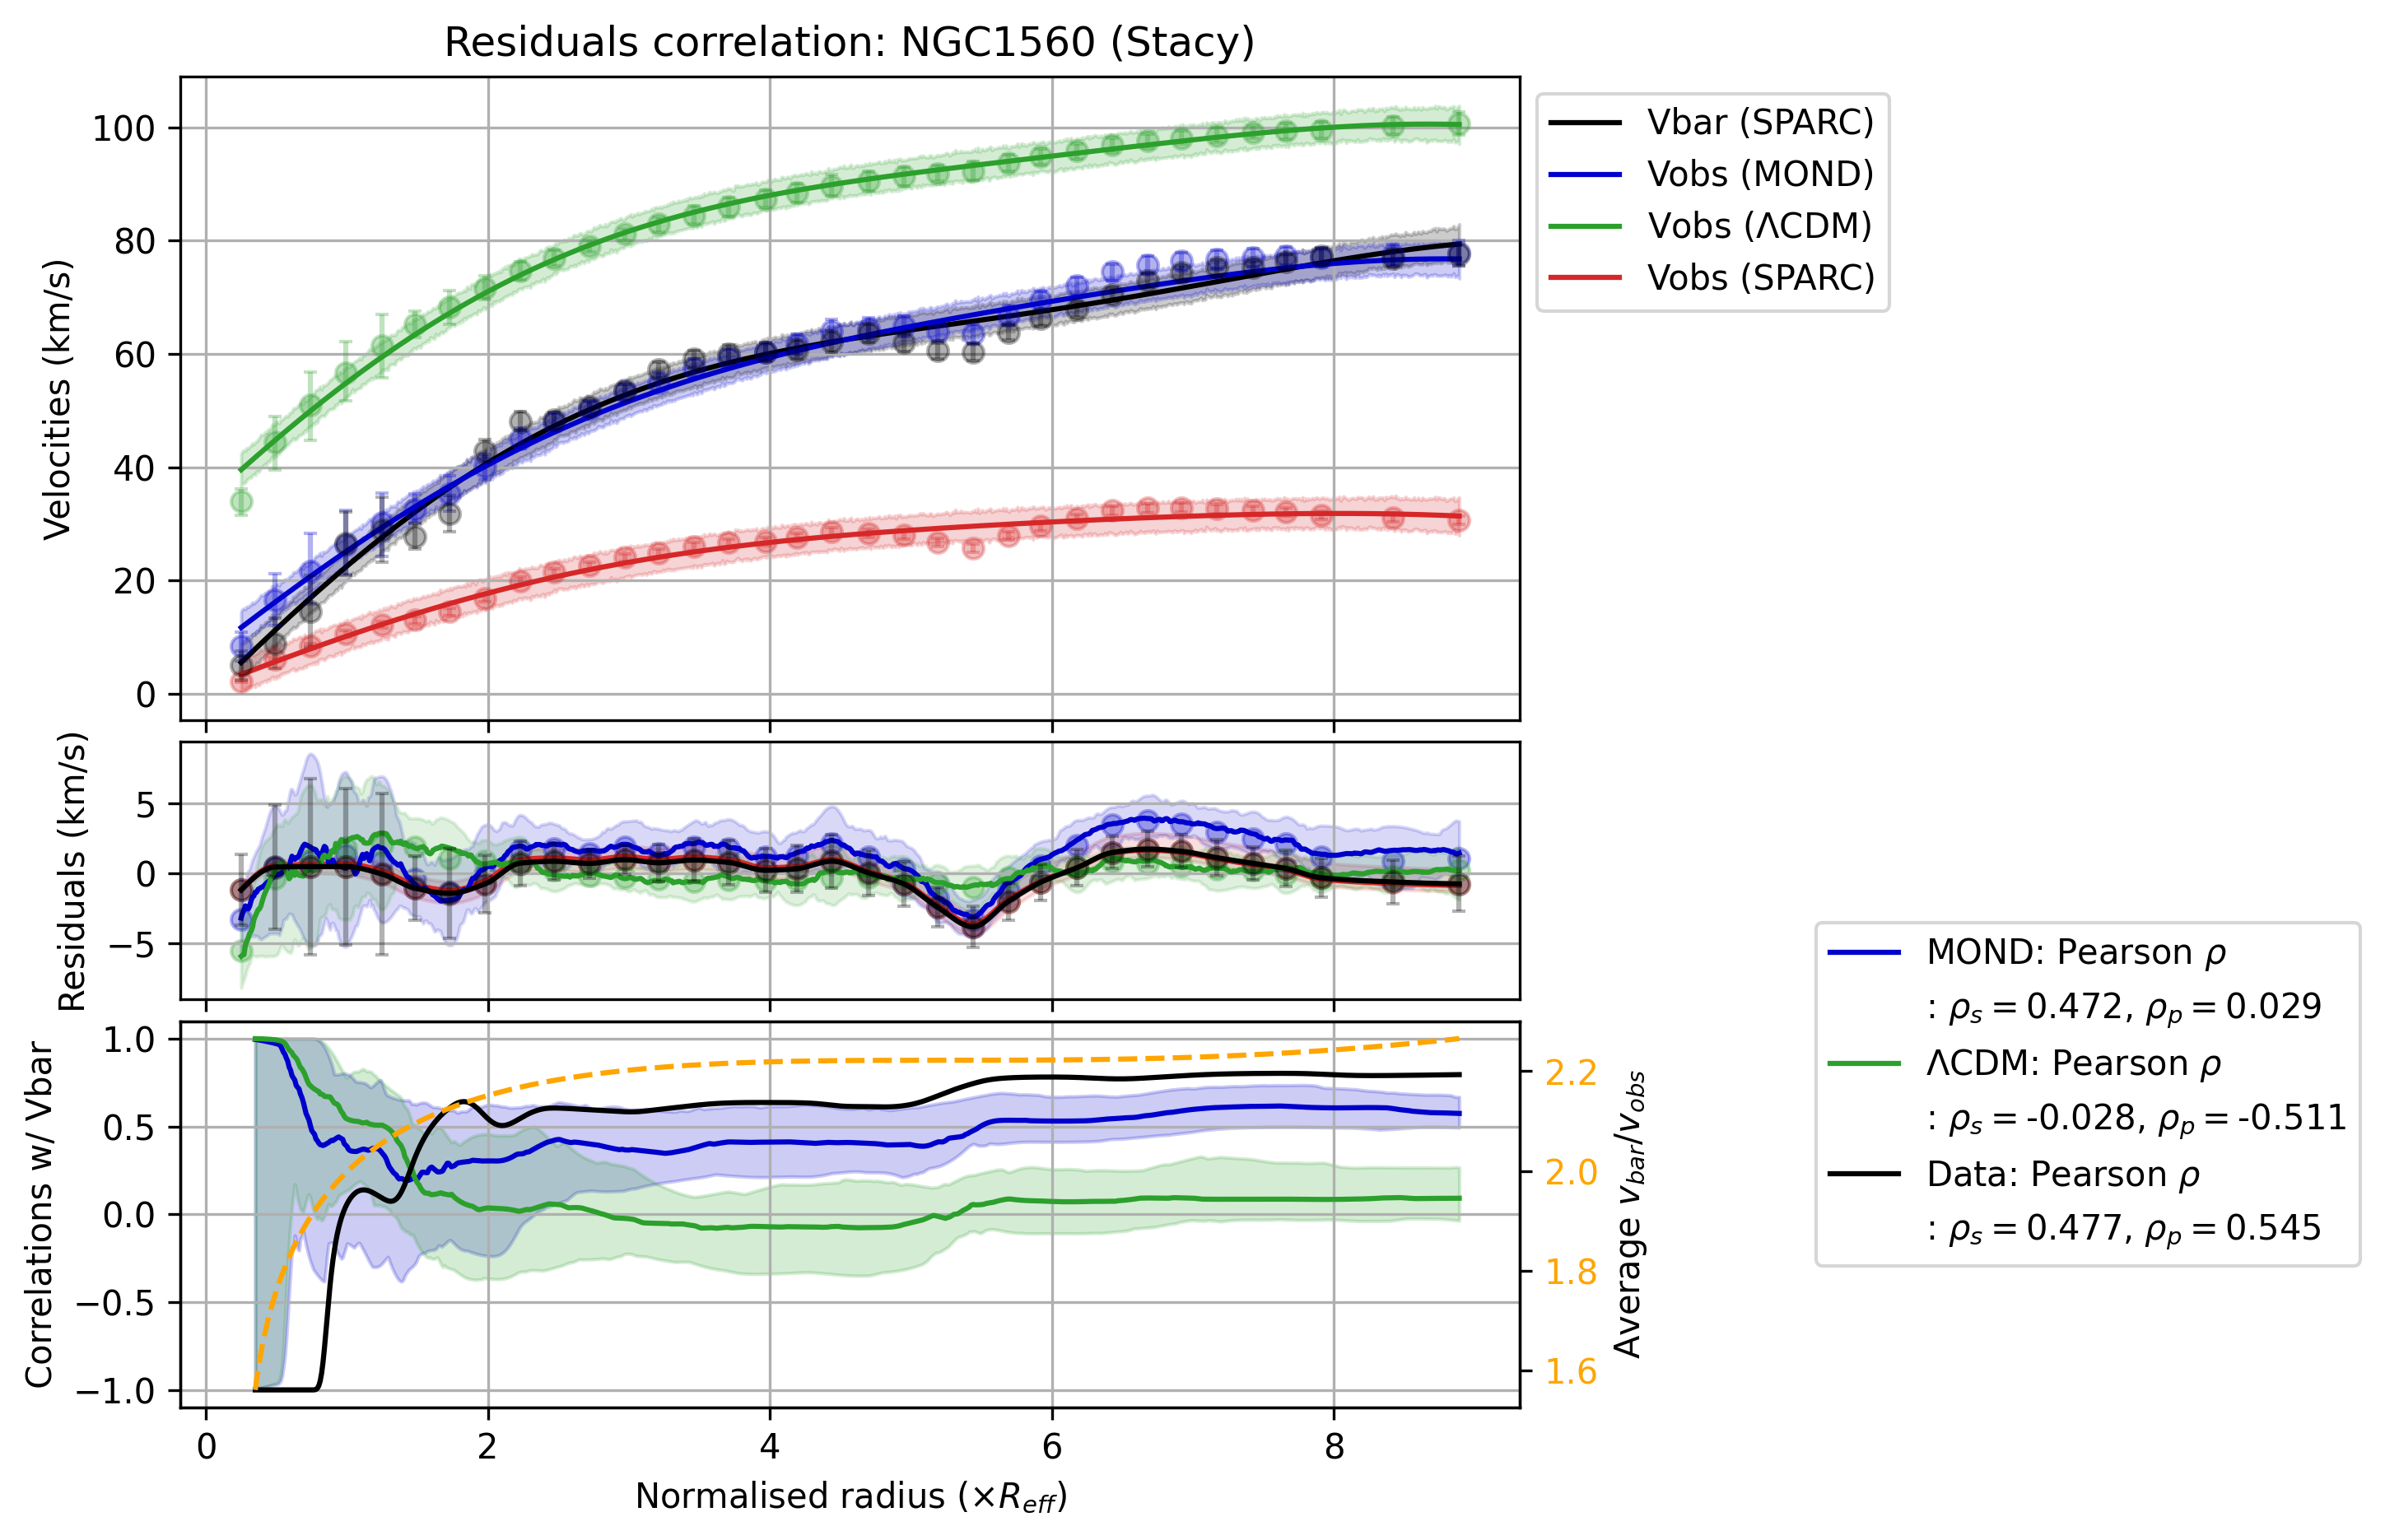 Residuals correlation: NGC1560 (Stacy)
Velocities (km/s)
100
80
60
40
20
0
Vbar (SPARC)
Vobs (MOND)
Vobs (ΛCDM)
Vobs (SPARC)
Residuals (km/s)
5
0
−5
Correlations w/ Vbar
1.0
0.5
0.0
−0.5
−1.0
2.2
2.0
1.8
1.6
Average v_bar/v_obs
MOND: Pearson ρ
: ρ_s = 0.472, ρ_p = 0.029
ΛCDM: Pearson ρ
: ρ_s = -0.028, ρ_p = -0.511
Data: Pearson ρ
: ρ_s = 0.477, ρ_p = 0.545
0 2 4 6 8
Normalised radius (×R_eff)